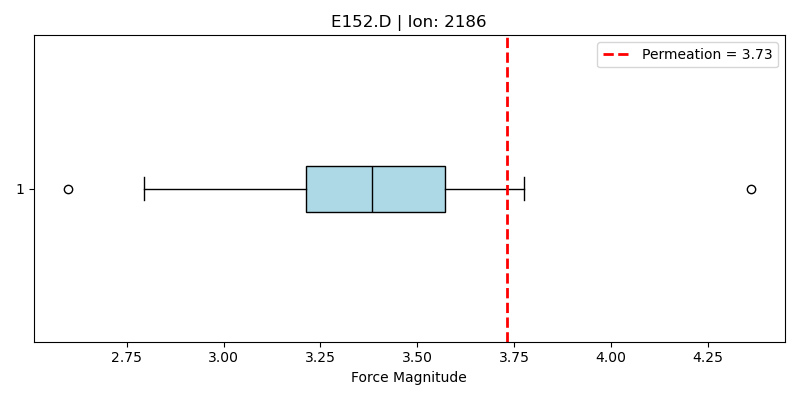 E152.D | Ion: 2186
Permeation = 3.73
1
2.75 3.00 3.25 3.50 3.75 4.00 4.25
Force Magnitude